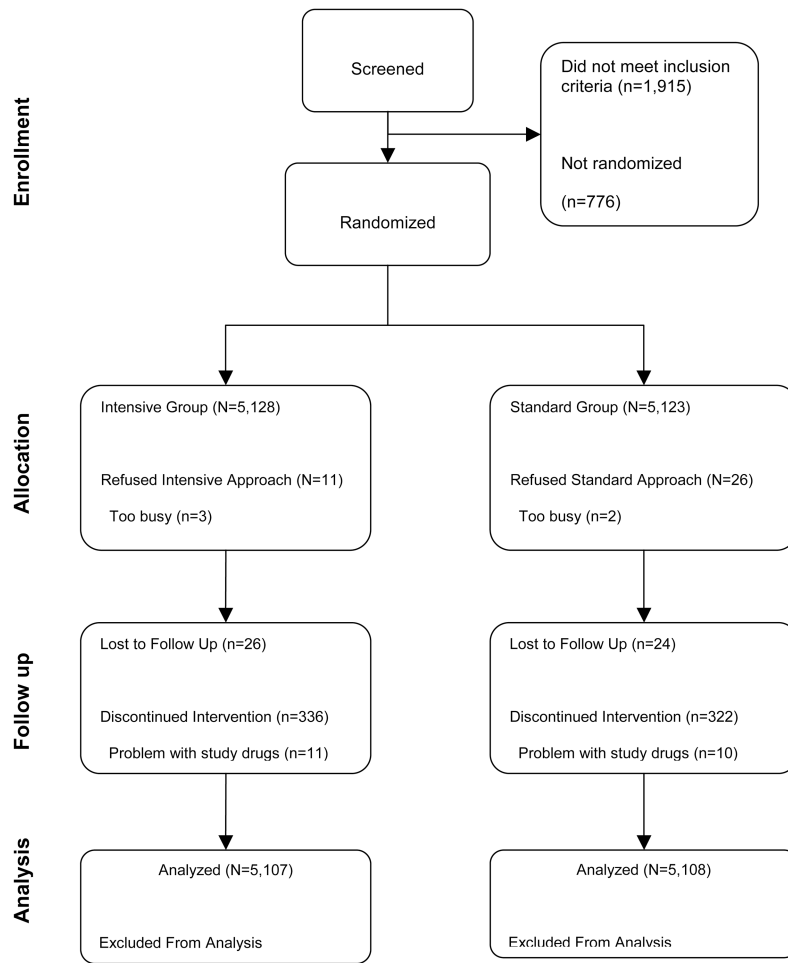 Enrollment
Screened
Did not meet inclusion
criteria (n=1,915)
Not randomized
(n=776)
Randomized
Allocation
Intensive Group (N=5,128)
Refused Intensive Approach (N=11)
Too busy (n=3)
Standard Group (N=5,123)
Refused Standard Approach (N=26)
Too busy (n=2)
Follow up
Lost to Follow Up (n=26)
Discontinued Intervention (n=336)
Problem with study drugs (n=11)
Lost to Follow Up (n=24)
Discontinued Intervention (n=322)
Problem with study drugs (n=10)
Analysis
Analyzed (N=5,107)
Excluded From Analysis
Analyzed (N=5,108)
Excluded From Analysis